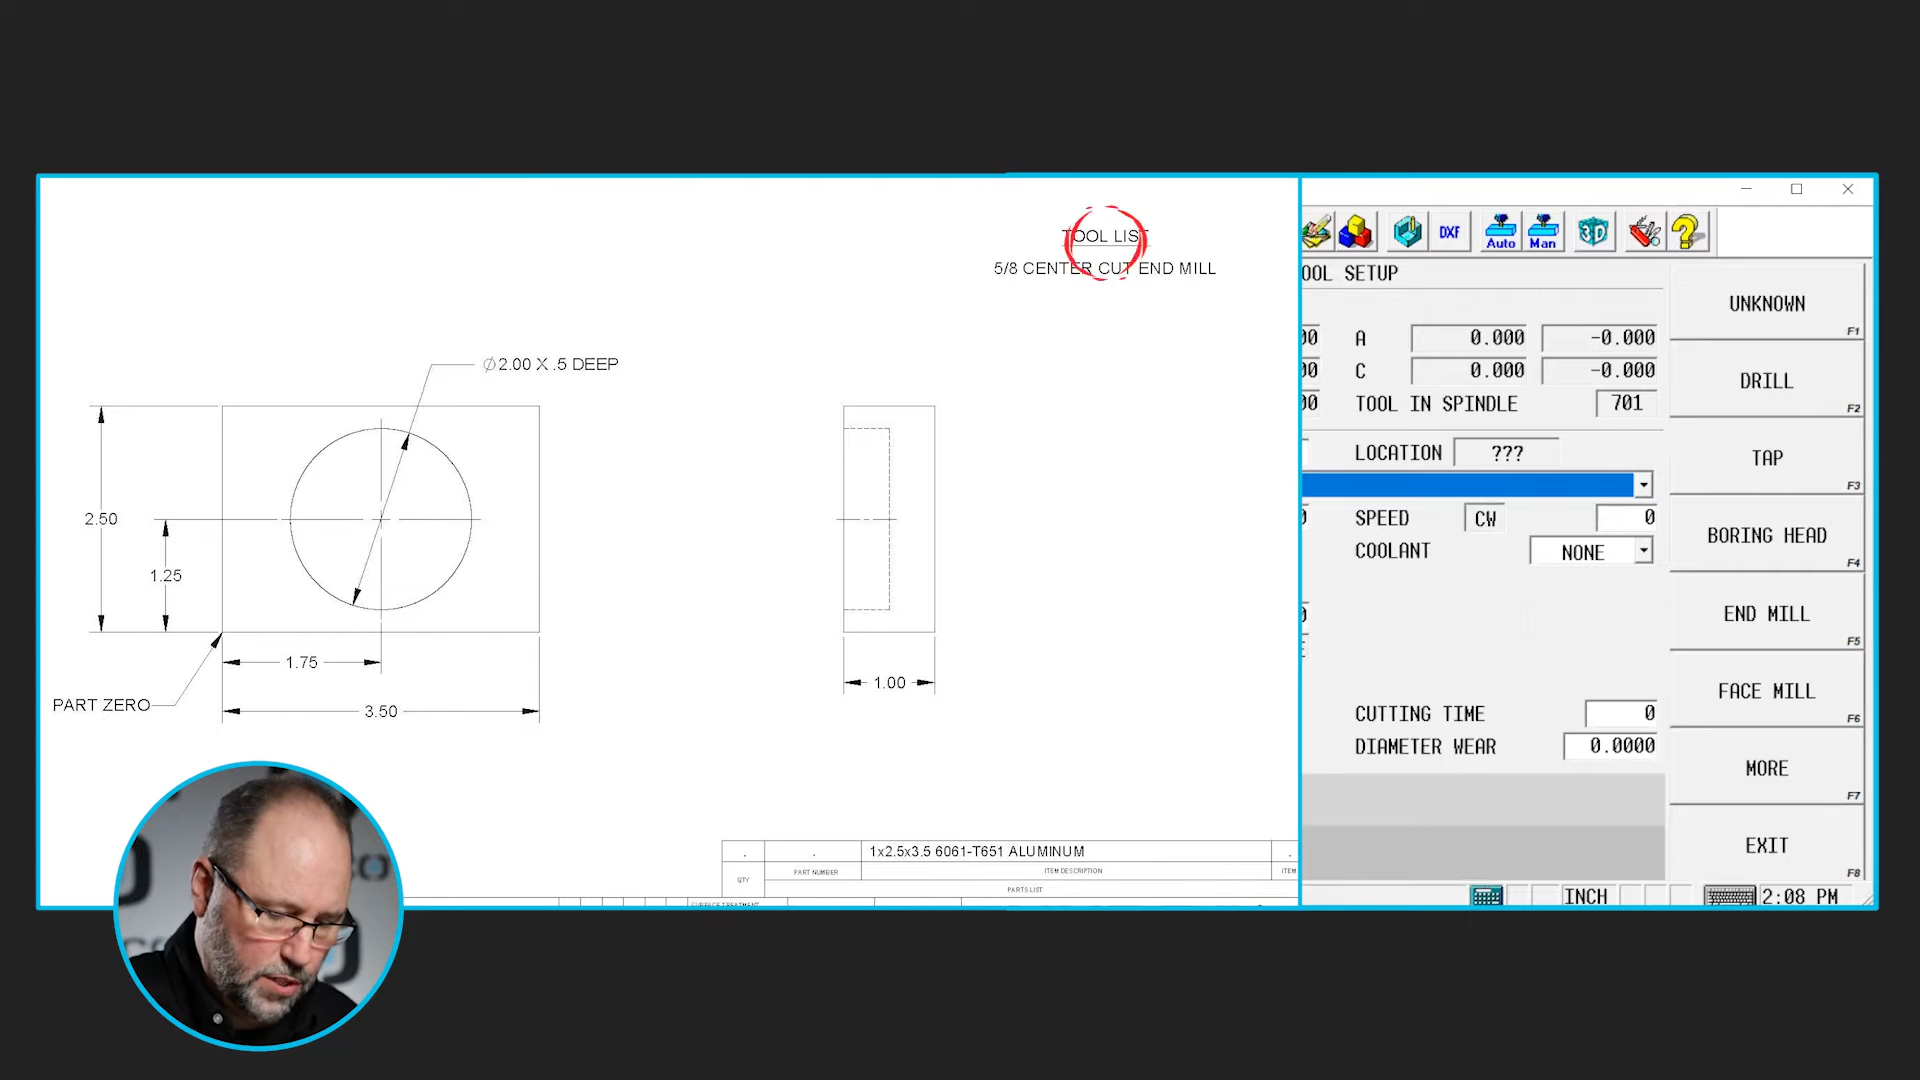 TOOL LIST
5/8 CENTER CUT END MILL
∅2.00 X .5 DEEP
2.50
1.25
1.75
PART ZERO
3.50
1.00
1x2.5x3.5 6061-T651 ALUMINUM
QTY
PART NUMBER
ITEM DESCRIPTION
ITEM
PARTS LIST
SURFACE TREATMENT
DXF
Auto
Man
3D
OOL SETUP
A 0.000 -0.000
C 0.000 -0.000
TOOL IN SPINDLE 701
LOCATION ???
SPEED CW 0
COOLANT NONE
CUTTING TIME 0
DIAMETER WEAR 0.0000
UNKNOWN
F1
DRILL
F2
TAP
F3
BORING HEAD
F4
END MILL
F5
FACE MILL
F6
MORE
F7
EXIT
F8
INCH
2:08 PM